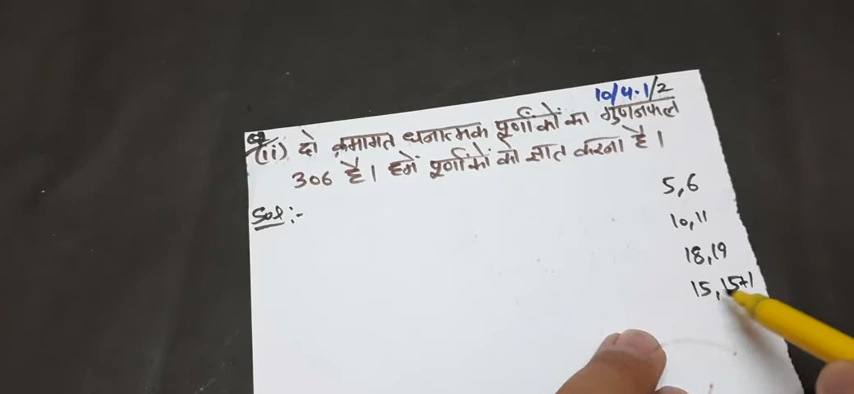 10/4.1/2
Q (ii) दो क्रमागत धनात्मक पूर्णांकों का गुणनफल
306 है। हमें पूर्णांकों को ज्ञात करना है।
Sol:-
5,6
10,11
18,19
15,15+1